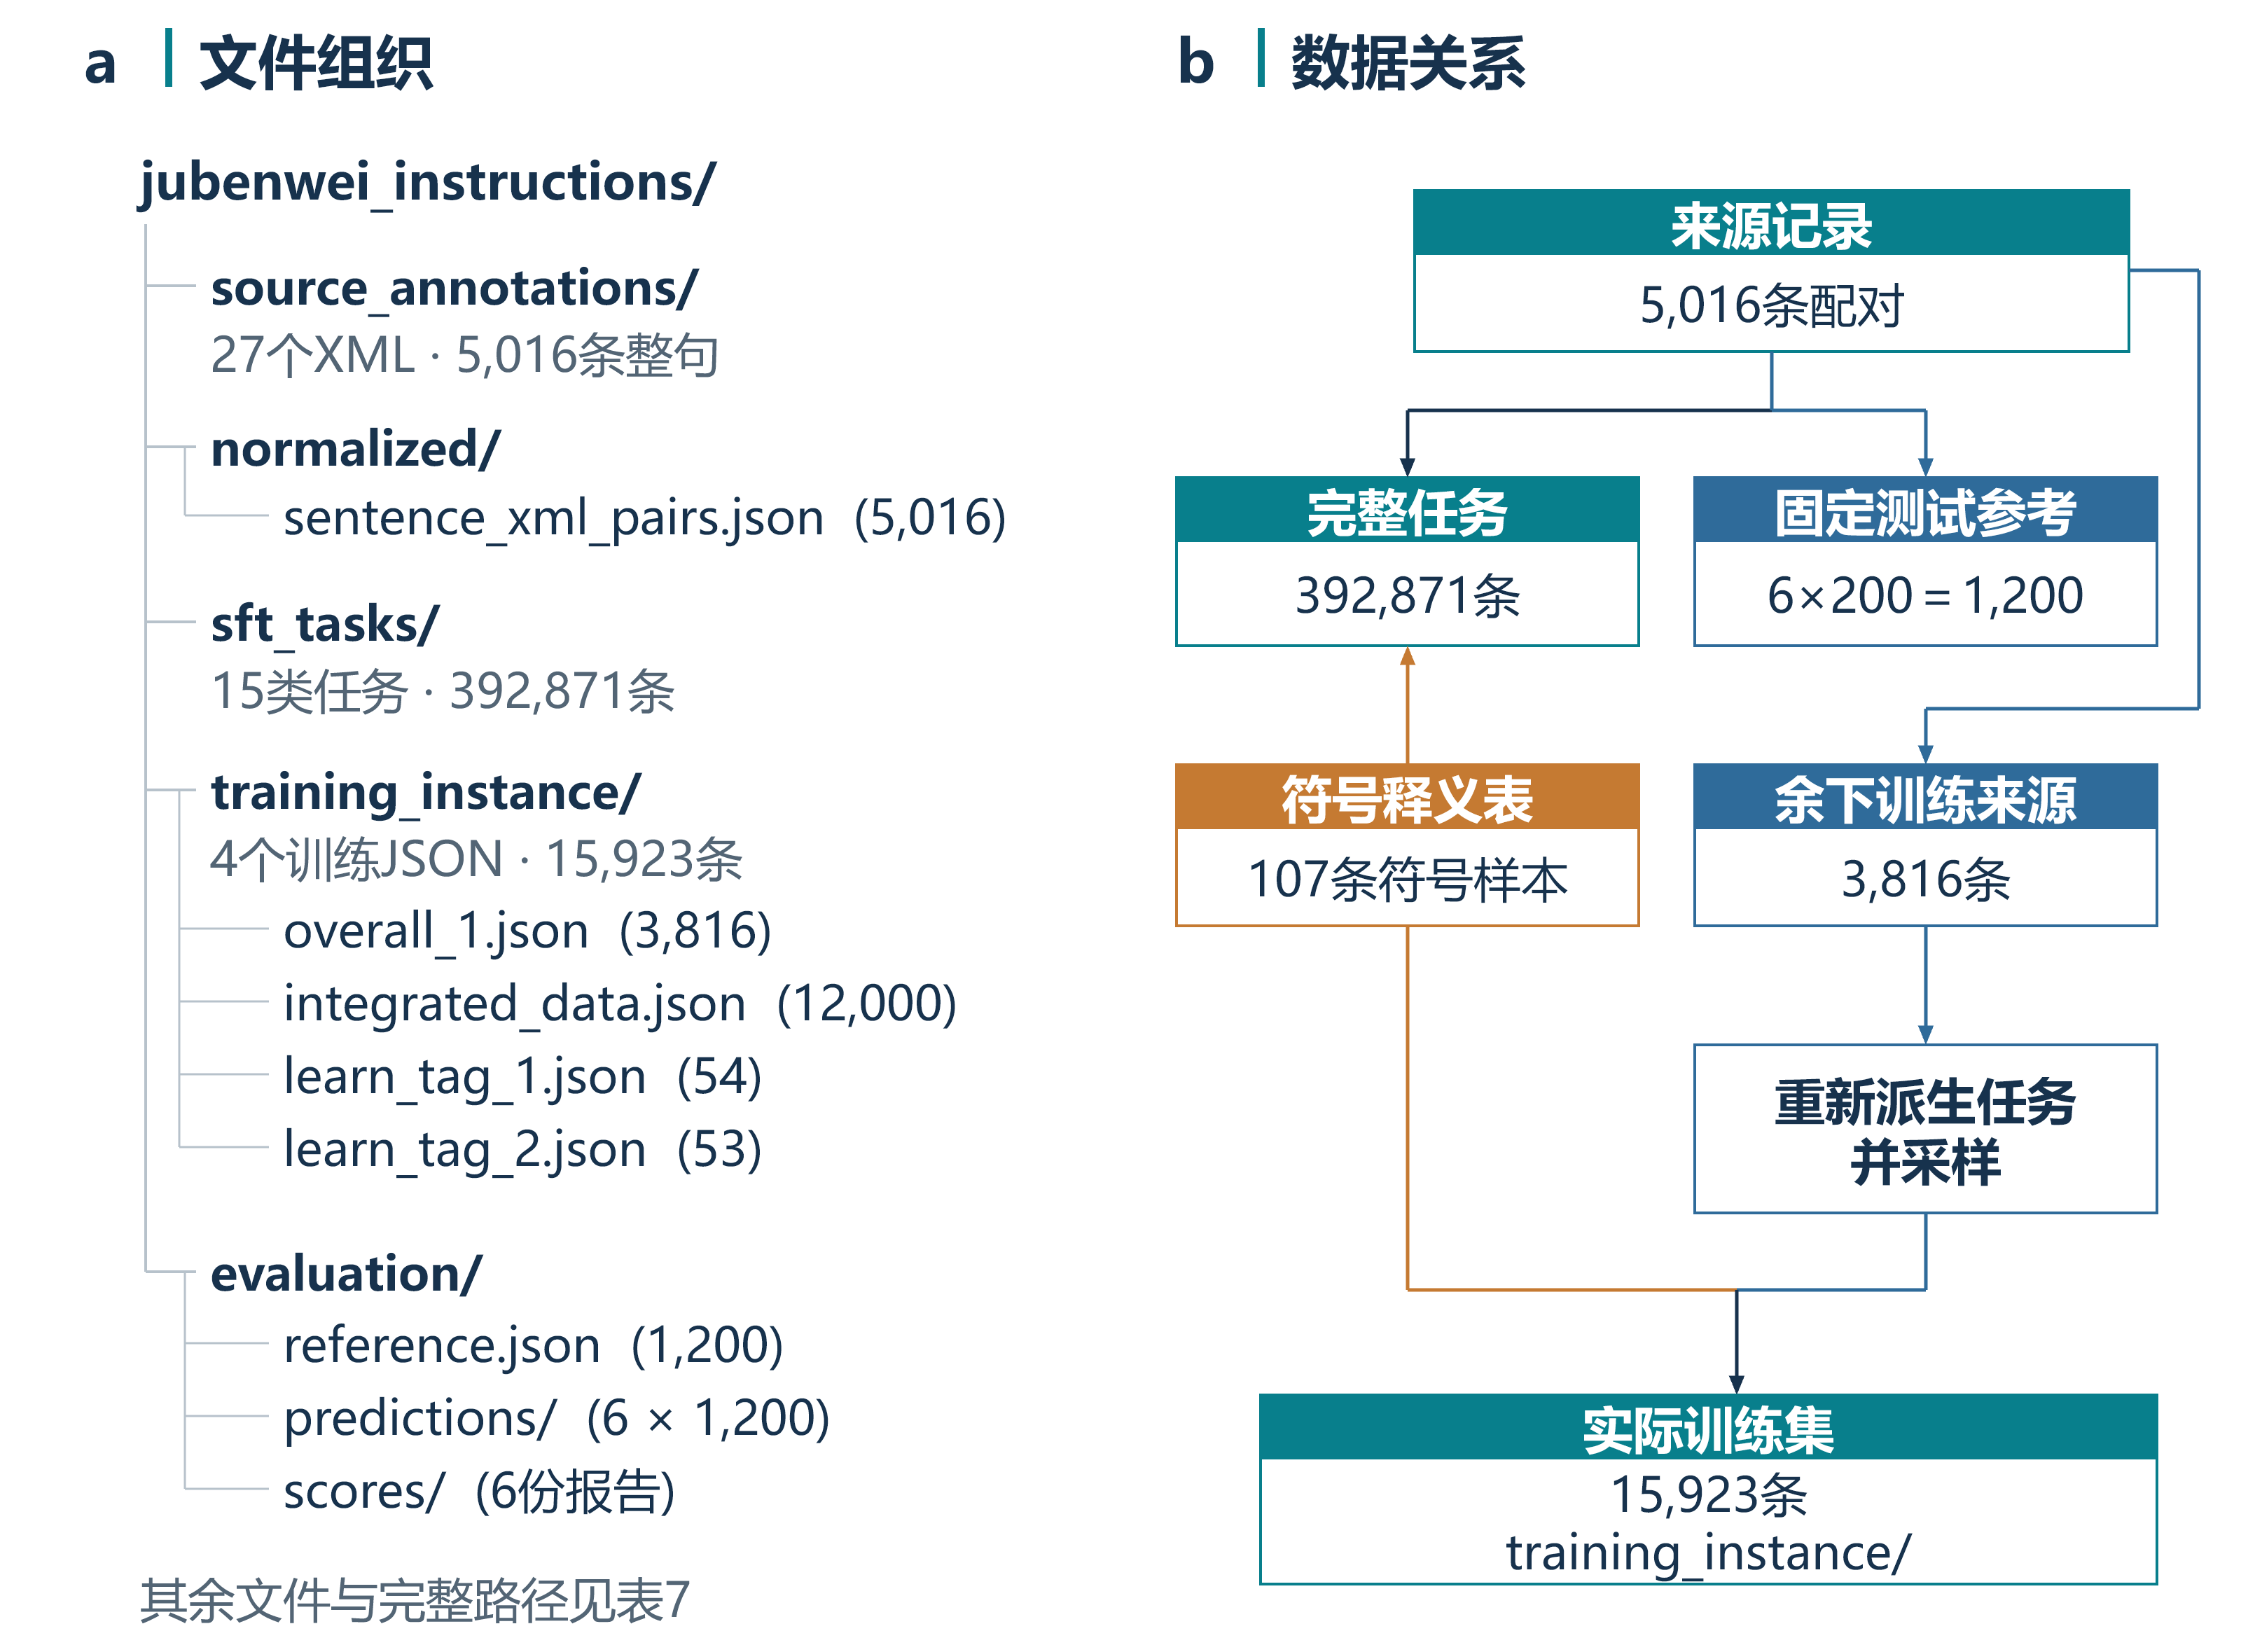 a 文件组织
jubenwei_instructions/
source_annotations/
27个XML · 5,016条整句
normalized/
sentence_xml_pairs.json (5,016)
sft_tasks/
15类任务 · 392,871条
training_instance/
4个训练JSON · 15,923条
overall_1.json (3,816)
integrated_data.json (12,000)
learn_tag_1.json (54)
learn_tag_2.json (53)
evaluation/
reference.json (1,200)
predictions/ (6 × 1,200)
scores/ (6份报告)
其余文件与完整路径见表7
b 数据关系
来源记录
5,016条配对
完整任务
392,871条
固定测试参考
6×200 = 1,200
符号释义表
107条符号样本
余下训练来源
3,816条
重新派生任务
并采样
实际训练集
15,923条
training_instance/